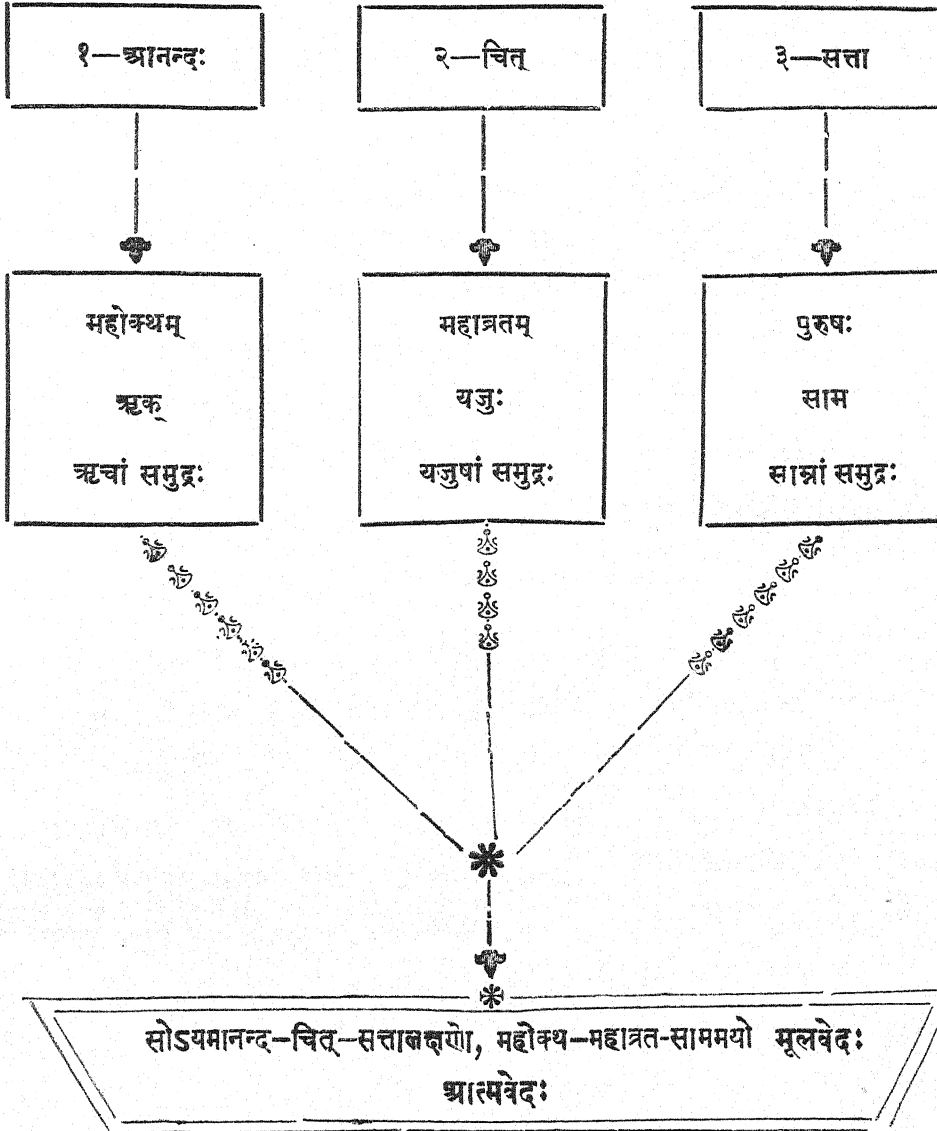 १—आनन्दः
२—चित्
३—सत्ता
महोक्थम्
ऋक्
ऋचां समुद्रः
महाव्रतम्
यजुः
यजुषां समुद्रः
पुरुषः
साम
साम्नां समुद्रः
सोऽयमानन्द-चित्-सत्तालक्षणो, महोक्थ-महाव्रत-साममयो मूलवेदः
आत्मवेदः